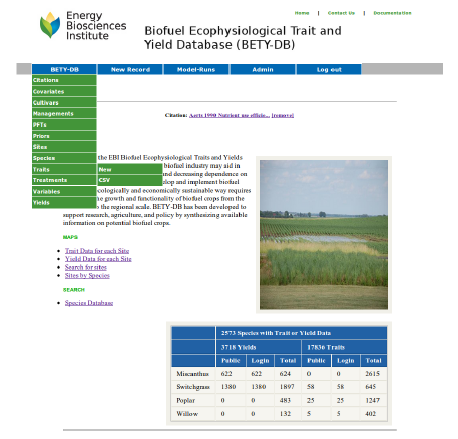 Energy
Biosciences
Institute
Home | Contact Us | Documentation
Biofuel Ecophysiological Trait and
Yield Database (BETY-DB)
BETY-DB New Record Model-Runs Admin Log out
Citations
Covariates
Cultivars
Managements
PFTs
Priors
Sites
Species
Traits
Treatments
Variables
Yields
New
CSV
Citation: Aerts 1990 Nutrient use efficie... [remove]
the EBI Biofuel Ecophysiological Traits and Yields
biofuel industry may aid in
nd decreasing dependence on
lop and implement biofuel
cologically and economically sustainable way requires
he growth and functionality of biofuel crops from the
the regional scale. BETY-DB has been developed to
support research, agriculture, and policy by synthesizing available
information on potential biofuel crops.
MAPS
Trait Data for each Site
Yield Data for each Site
Search for sites
Sites by Species
SEARCH
Species Database
2573 Species with Trait or Yield Data
3718 Yields 17836 Traits
Public Login Total Public Login Total
Miscanthus 622 622 624 0 0 2615
Switchgrass 1380 1380 1897 58 58 645
Poplar 0 0 483 25 25 1247
Willow 0 0 132 5 5 402